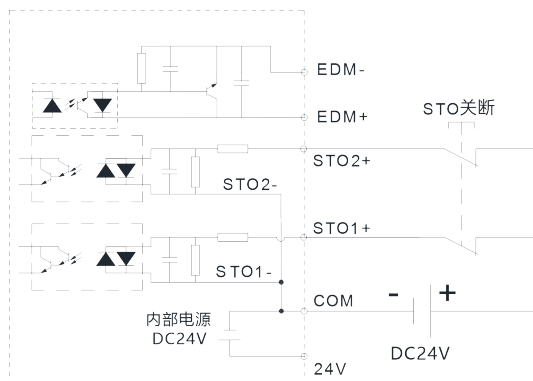 EDM-
EDM+
STO关断
STO2+
STO2-
STO1+
STO1-
COM
- +
内部电源
DC24V
DC24V
24V